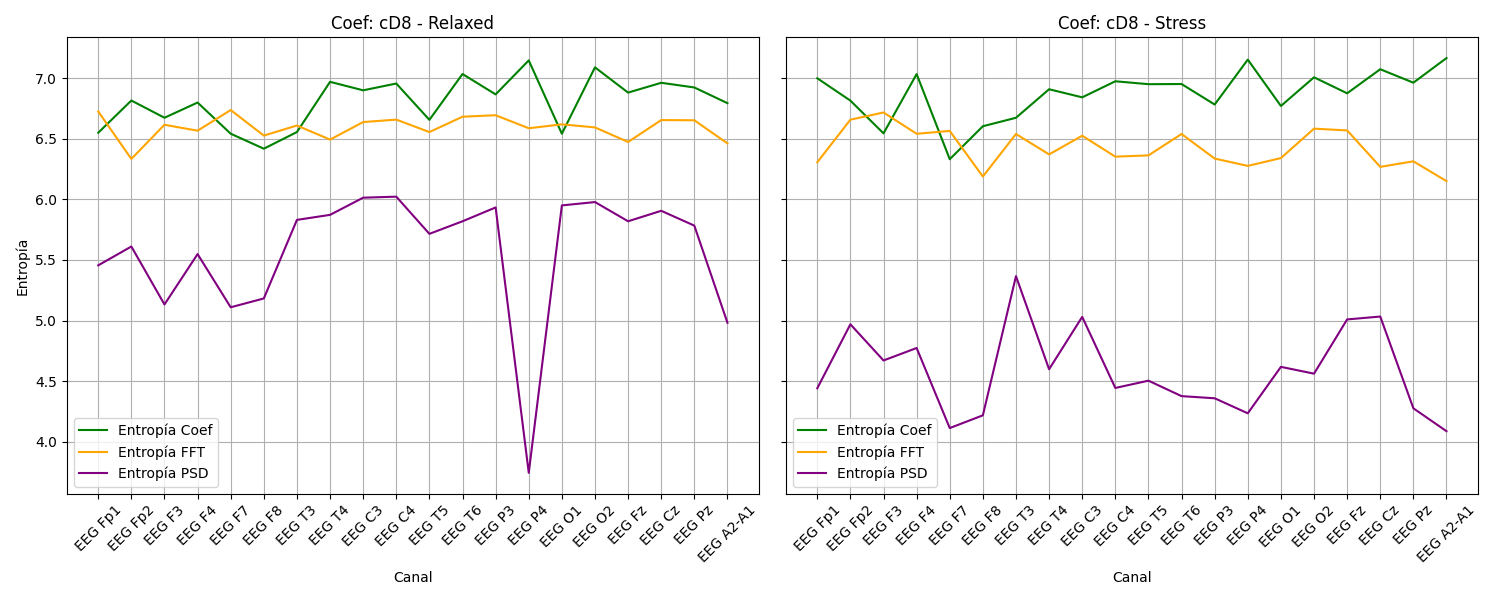 Coef: cD8 - Relaxed
Entropía
7.0
6.5
6.0
5.5
5.0
4.5
4.0
Entropía Coef
Entropía FFT
Entropía PSD
EEG Fp1
EEG Fp2
EEG F3
EEG F4
EEG F7
EEG F8
EEG T3
EEG T4
EEG C3
EEG C4
EEG T5
EEG T6
EEG P3
EEG P4
EEG O1
EEG O2
EEG Fz
EEG Cz
EEG Pz
EEG A2-A1
Canal
Coef: cD8 - Stress
Entropía Coef
Entropía FFT
Entropía PSD
EEG Fp1
EEG Fp2
EEG F3
EEG F4
EEG F7
EEG F8
EEG T3
EEG T4
EEG C3
EEG C4
EEG T5
EEG T6
EEG P3
EEG P4
EEG O1
EEG O2
EEG Fz
EEG Cz
EEG Pz
EEG A2-A1
Canal